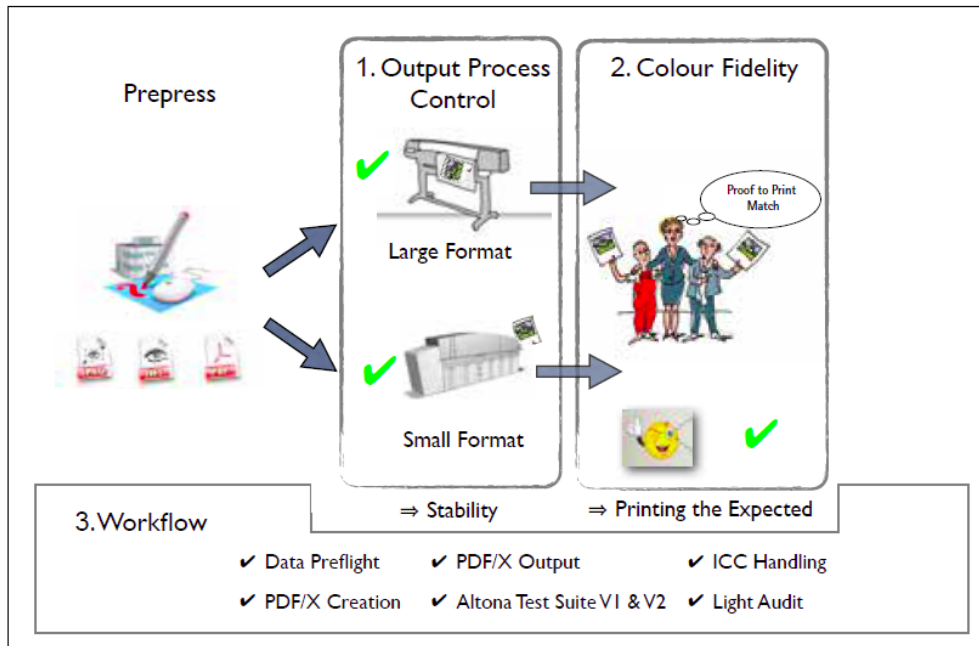 Prepress
1. Output Process
Control
2. Colour Fidelity
Proof to Print
Match
Large Format
Small Format
⇒ Stability
⇒ Printing the Expected
3. Workflow
✔ Data Preflight
✔ PDF/X Output
✔ ICC Handling
✔ PDF/X Creation
✔ Altona Test Suite V1 & V2
✔ Light Audit